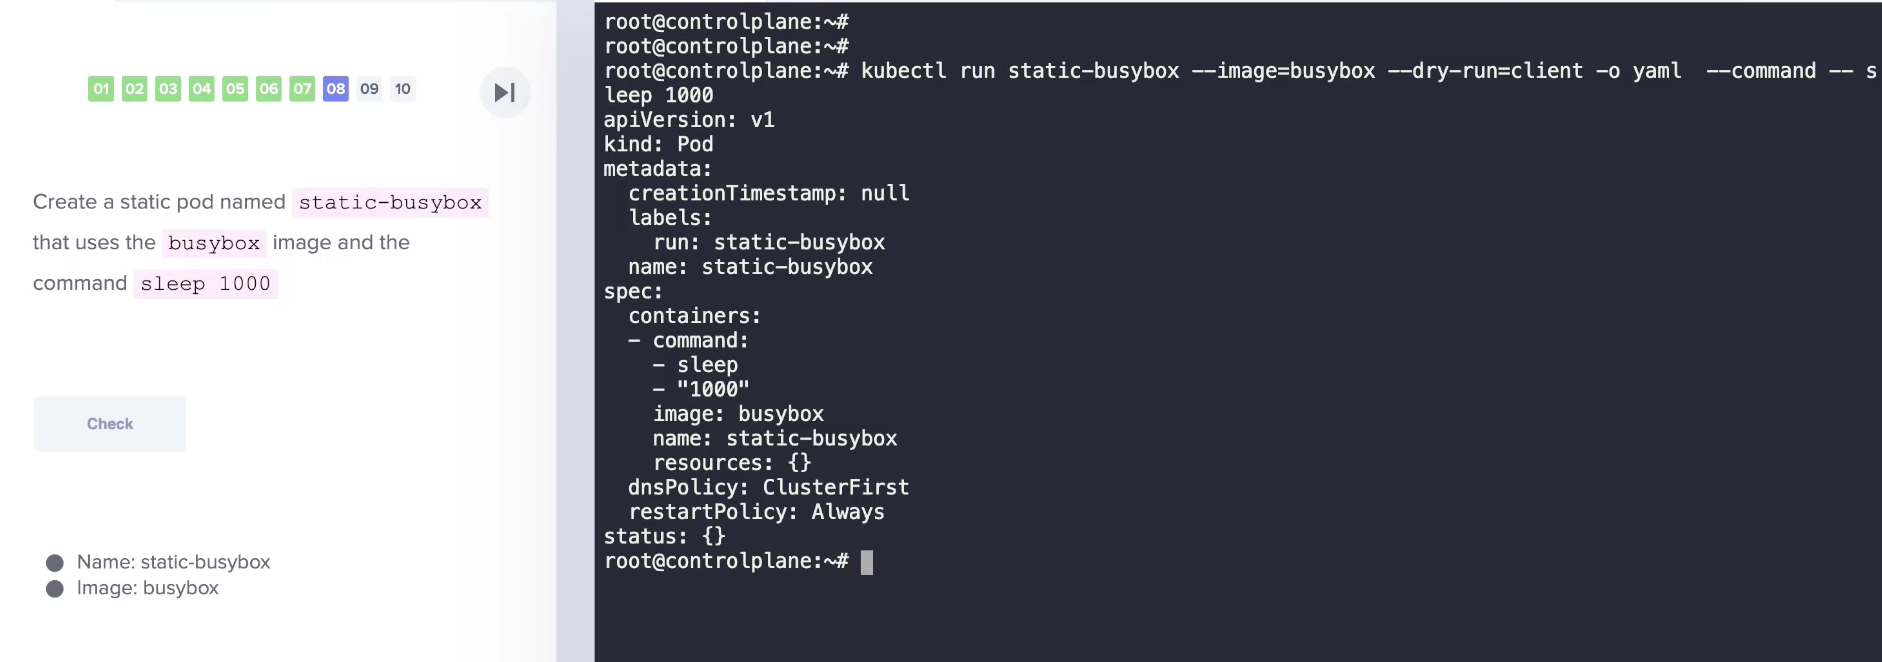 01 02 03 04 05 06 07 08 09 10
Create a static pod named static-busybox
that uses the busybox image and the
command sleep 1000
Check
Name: static-busybox
Image: busybox
root@controlplane:~#
root@controlplane:~#
root@controlplane:~# kubectl run static-busybox --image=busybox --dry-run=client -o yaml  --command -- s
leep 1000
apiVersion: v1
kind: Pod
metadata:
  creationTimestamp: null
  labels:
    run: static-busybox
  name: static-busybox
spec:
  containers:
  - command:
    - sleep
    - "1000"
    image: busybox
    name: static-busybox
    resources: {}
  dnsPolicy: ClusterFirst
  restartPolicy: Always
status: {}
root@controlplane:~#